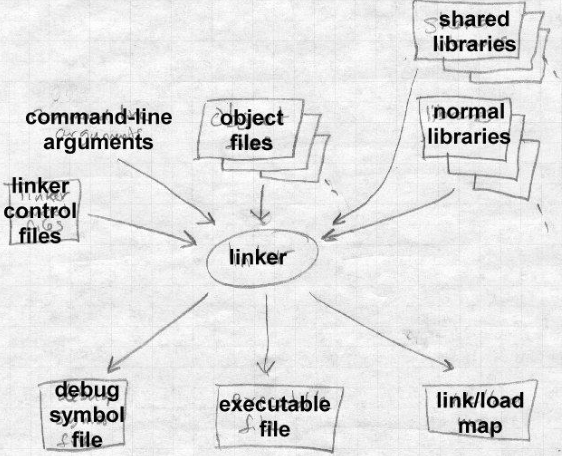 shared
libraries
command-line
arguments
object
files
normal
libraries
linker
control
files
linker
debug
symbol
file
executable
file
link/load
map